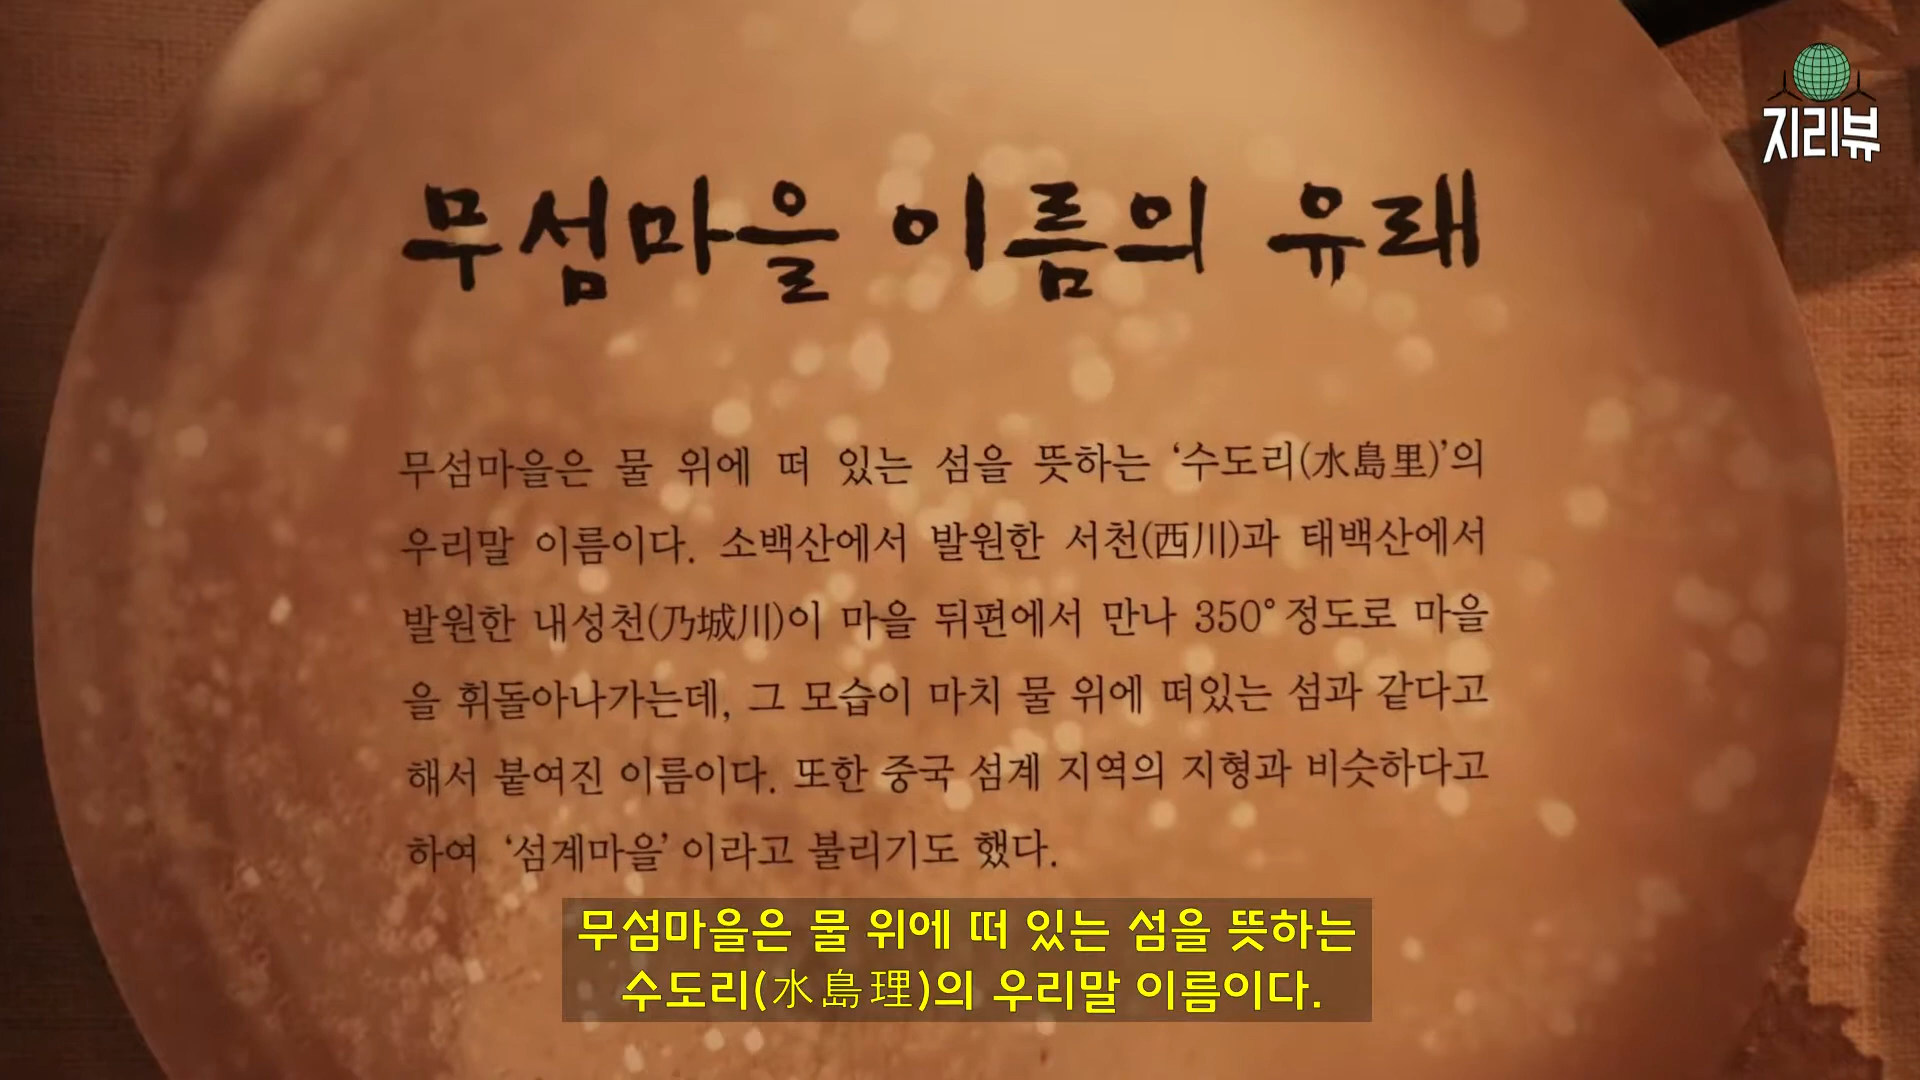 지리뷰
무섬마을 이름의 유래
무섬마을은 물 위에 떠 있는 섬을 뜻하는 ‘수도리(水島里)’의
우리말 이름이다. 소백산에서 발원한 서천(西川)과 태백산에서
발원한 내성천(乃城川)이 마을 뒤편에서 만나 350° 정도로 마을
을 휘돌아나가는데, 그 모습이 마치 물 위에 떠있는 섬과 같다고
해서 붙여진 이름이다. 또한 중국 섬계 지역의 지형과 비슷하다고
하여 ‘섬계마을’이라고 불리기도 했다.
무섬마을은 물 위에 떠 있는 섬을 뜻하는
수도리(水島理)의 우리말 이름이다.